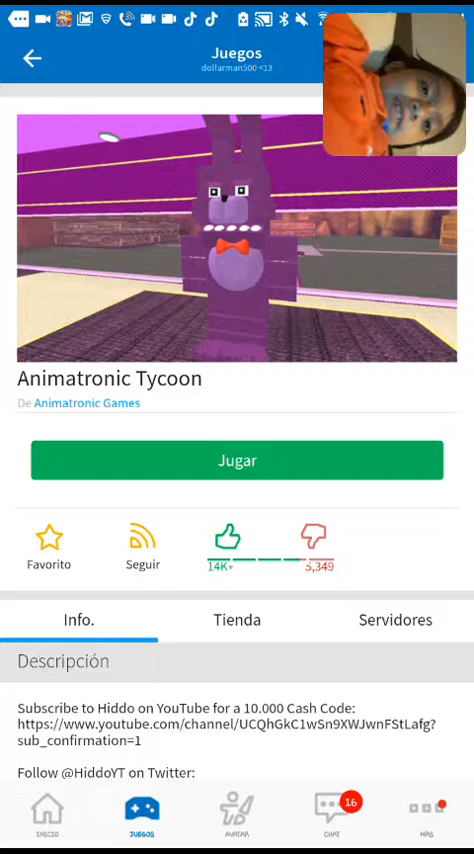 Juegos
dollarman500 <13
Animatronic Tycoon
De Animatronic Games
Jugar
Favorito
Seguir
14K+
5,349
Info.
Tienda
Servidores
Descripción
Subscribe to Hiddo on YouTube for a 10.000 Cash Code:
https://www.youtube.com/channel/UCQhGkC1wSn9XWJwnFStLafg?
sub_confirmation=1
Follow @HiddoYT on Twitter:
INICIO
JUEGOS
AVATAR
CHAT
16
MÁS